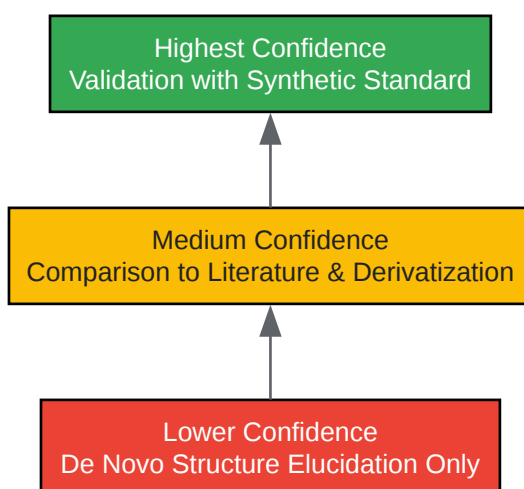 Highest Confidence
Validation with Synthetic Standard
Medium Confidence
Comparison to Literature & Derivatization
Lower Confidence
De Novo Structure Elucidation Only